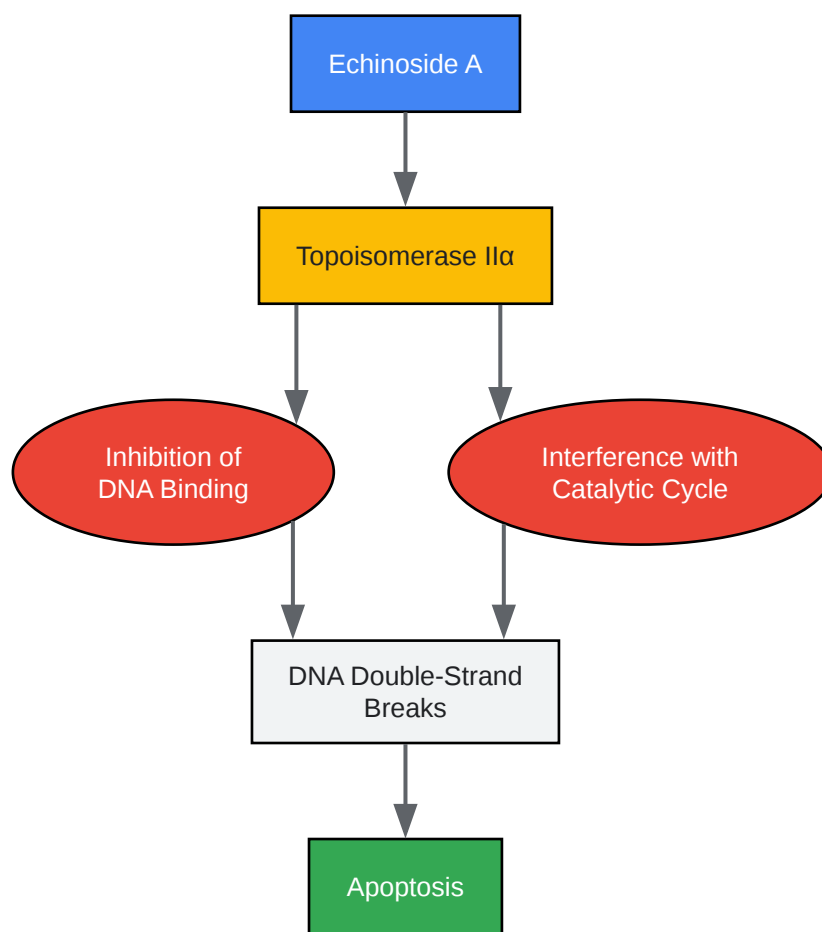 Echinoside A
Topoisomerase IIα
Inhibition of
DNA Binding
Interference with
Catalytic Cycle
DNA Double-Strand
Breaks
Apoptosis